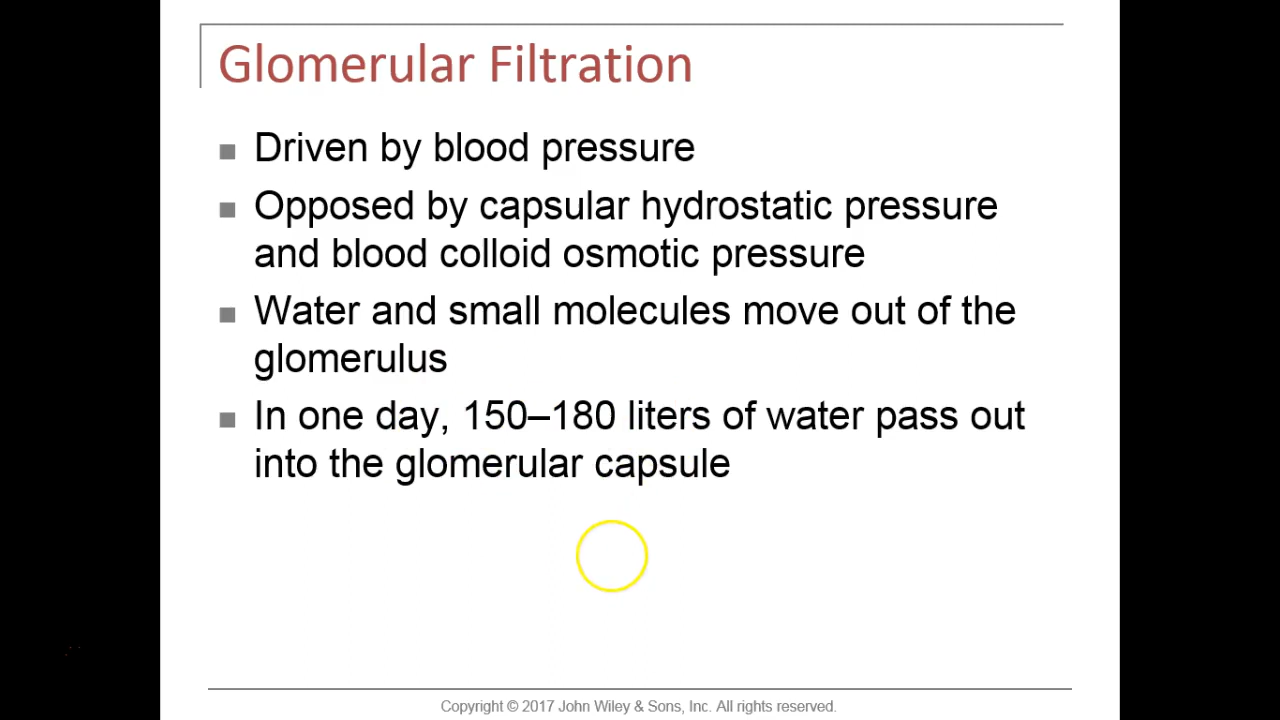 Glomerular Filtration
Driven by blood pressure
Opposed by capsular hydrostatic pressure
and blood colloid osmotic pressure
Water and small molecules move out of the
glomerulus
In one day, 150–180 liters of water pass out
into the glomerular capsule
Copyright © 2017 John Wiley & Sons, Inc. All rights reserved.